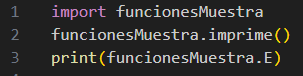 1 import funcionesMuestra
2 funcionesMuestra.imprime()
3 print(funcionesMuestra.E)